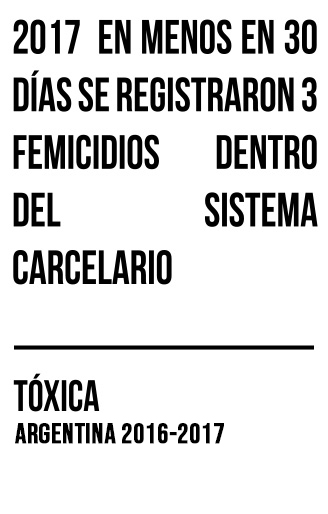 2017 EN MENOS EN 30
DÍAS SE REGISTRARON 3
FEMICIDIOS DENTRO
DEL SISTEMA
CARCELARIO
TÓXICA
ARGENTINA 2016-2017